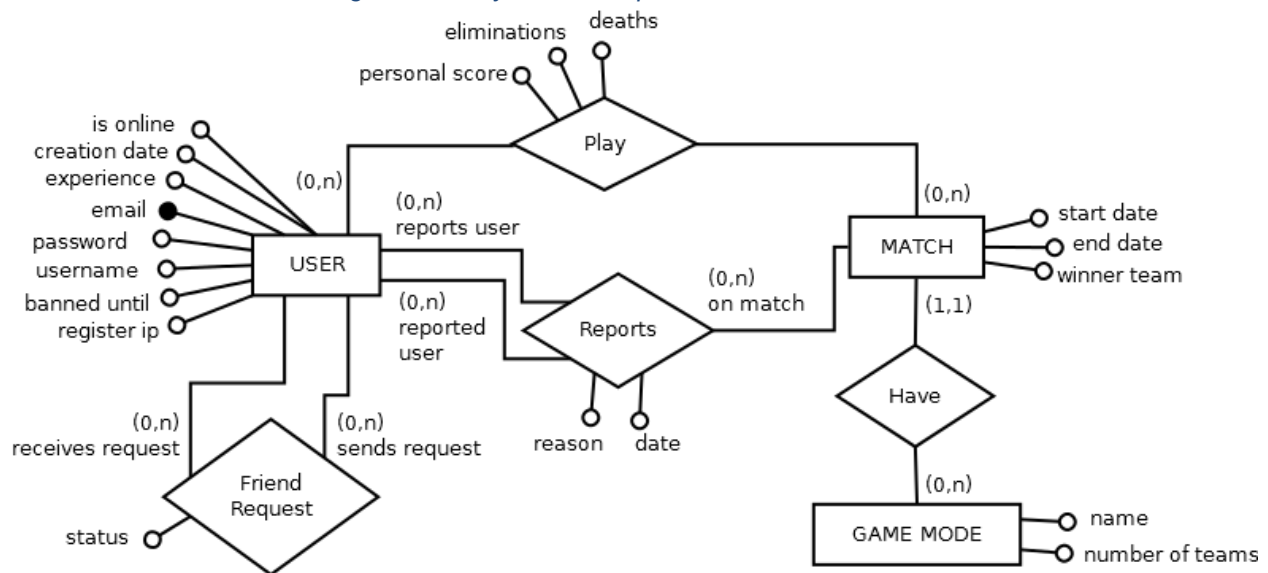 deaths
eliminations
personal score
Play
is online
creation date
experience
email
password
username
banned until
register ip
USER
(0,n)
(0,n)
reports user
(0,n)
reported
user
Reports
reason
date
(0,n)
on match
(0,n)
MATCH
start date
end date
winner team
(1,1)
Have
(0,n)
GAME MODE
name
number of teams
(0,n)
receives request
(0,n)
sends request
Friend
Request
status